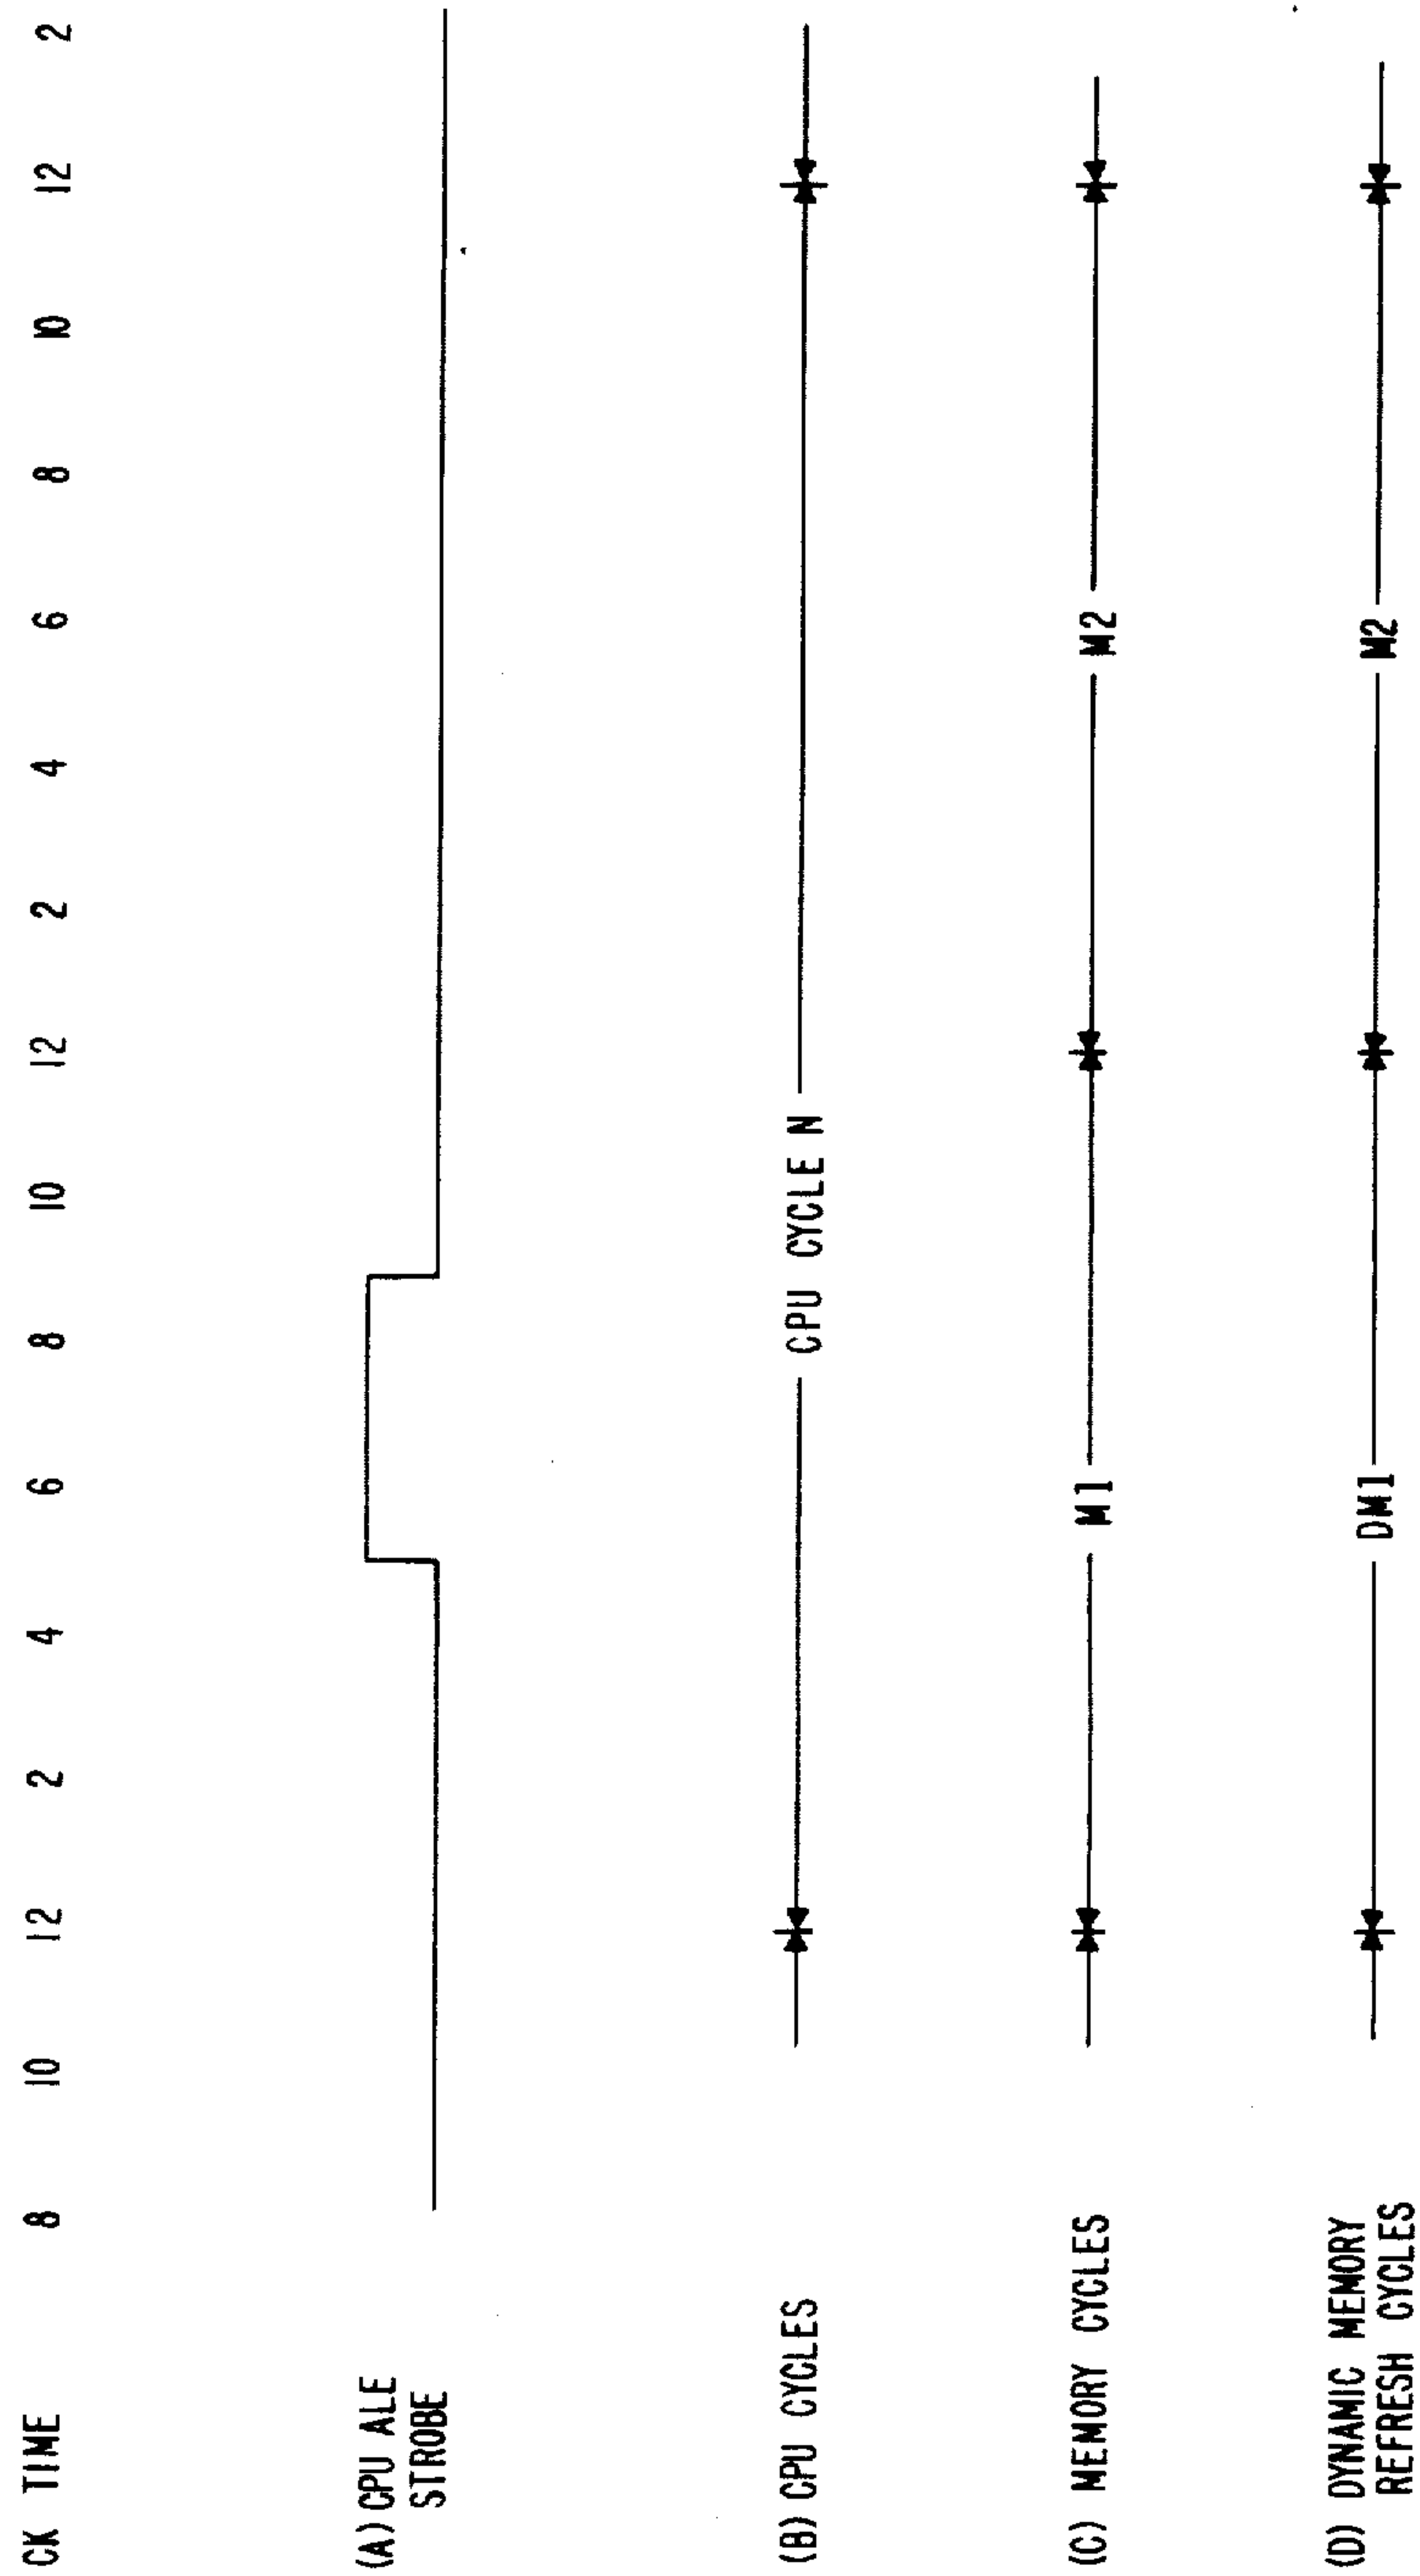 CK TIME 8 10 12 2 4 6 8 10 12 2 4 6 8 10 12 2
(A) CPU ALE
STROBE
(B) CPU CYCLES
CPU CYCLE N
(C) MEMORY CYCLES
M1 M2
(D) DYNAMIC MEMORY
REFRESH CYCLES
DM1 M2